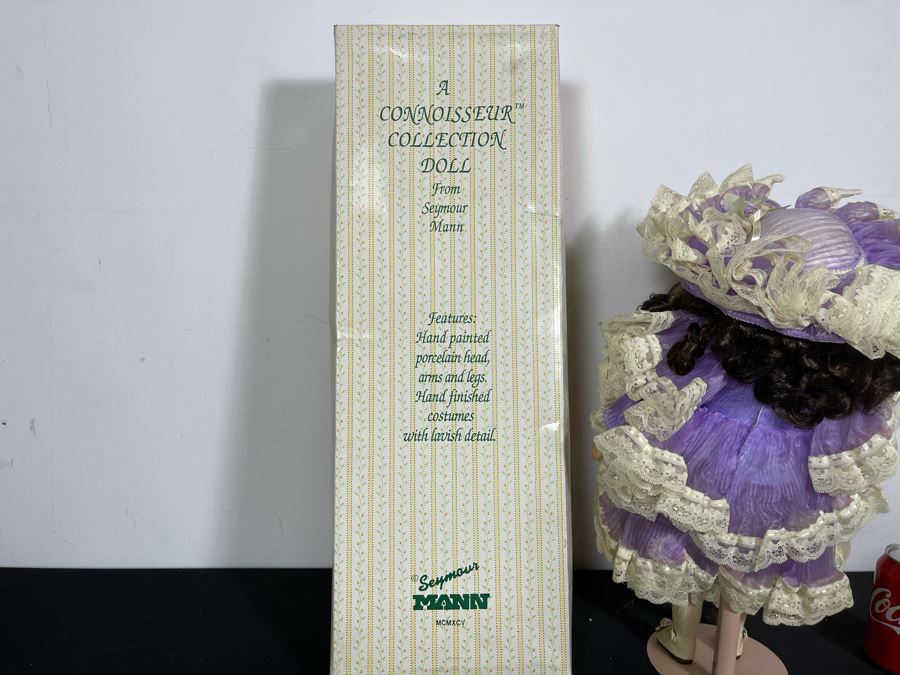 A
CONNOISSEUR™
COLLECTION
DOLL
From
Seymour
Mann
Features:
Hand painted
porcelain head,
arms and legs.
Hand finished
costumes
with lavish detail.
©Seymour
MANN
MCMXCV